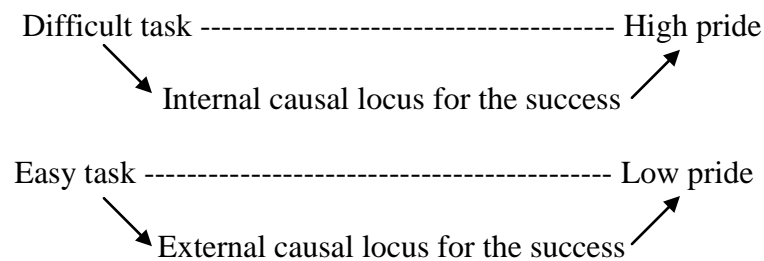 Difficult task --------------------------------------- High pride
Internal causal locus for the success
Easy task -------------------------------------------- Low pride
External causal locus for the success